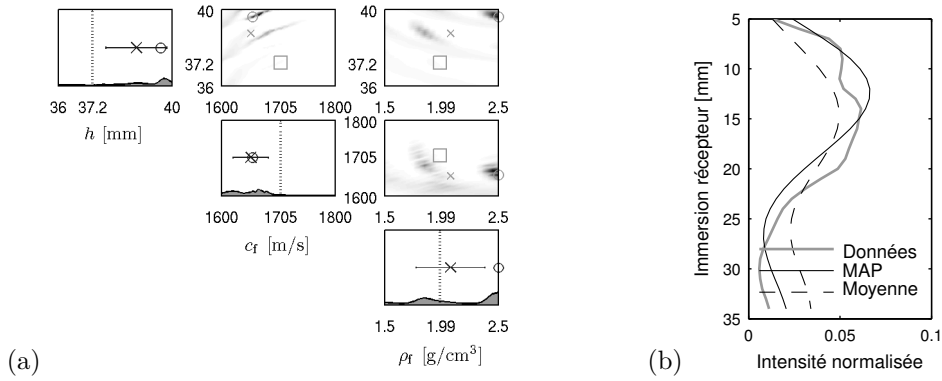 40
37.2
36
36 37.2 40
h [mm]
1600 1705 1800
40
37.2
36
1.5 1.99 2.5
1600 1705 1800
c_f [m/s]
1800
1705
1600
1.5 1.99 2.5
1.5 1.99 2.5
ρ_f [g/cm³]
(a)
5
10
15
20
25
30
35
Immersion récepteur [mm]
Données
MAP
Moyenne
0 0.05 0.1
Intensité normalisée
(b)